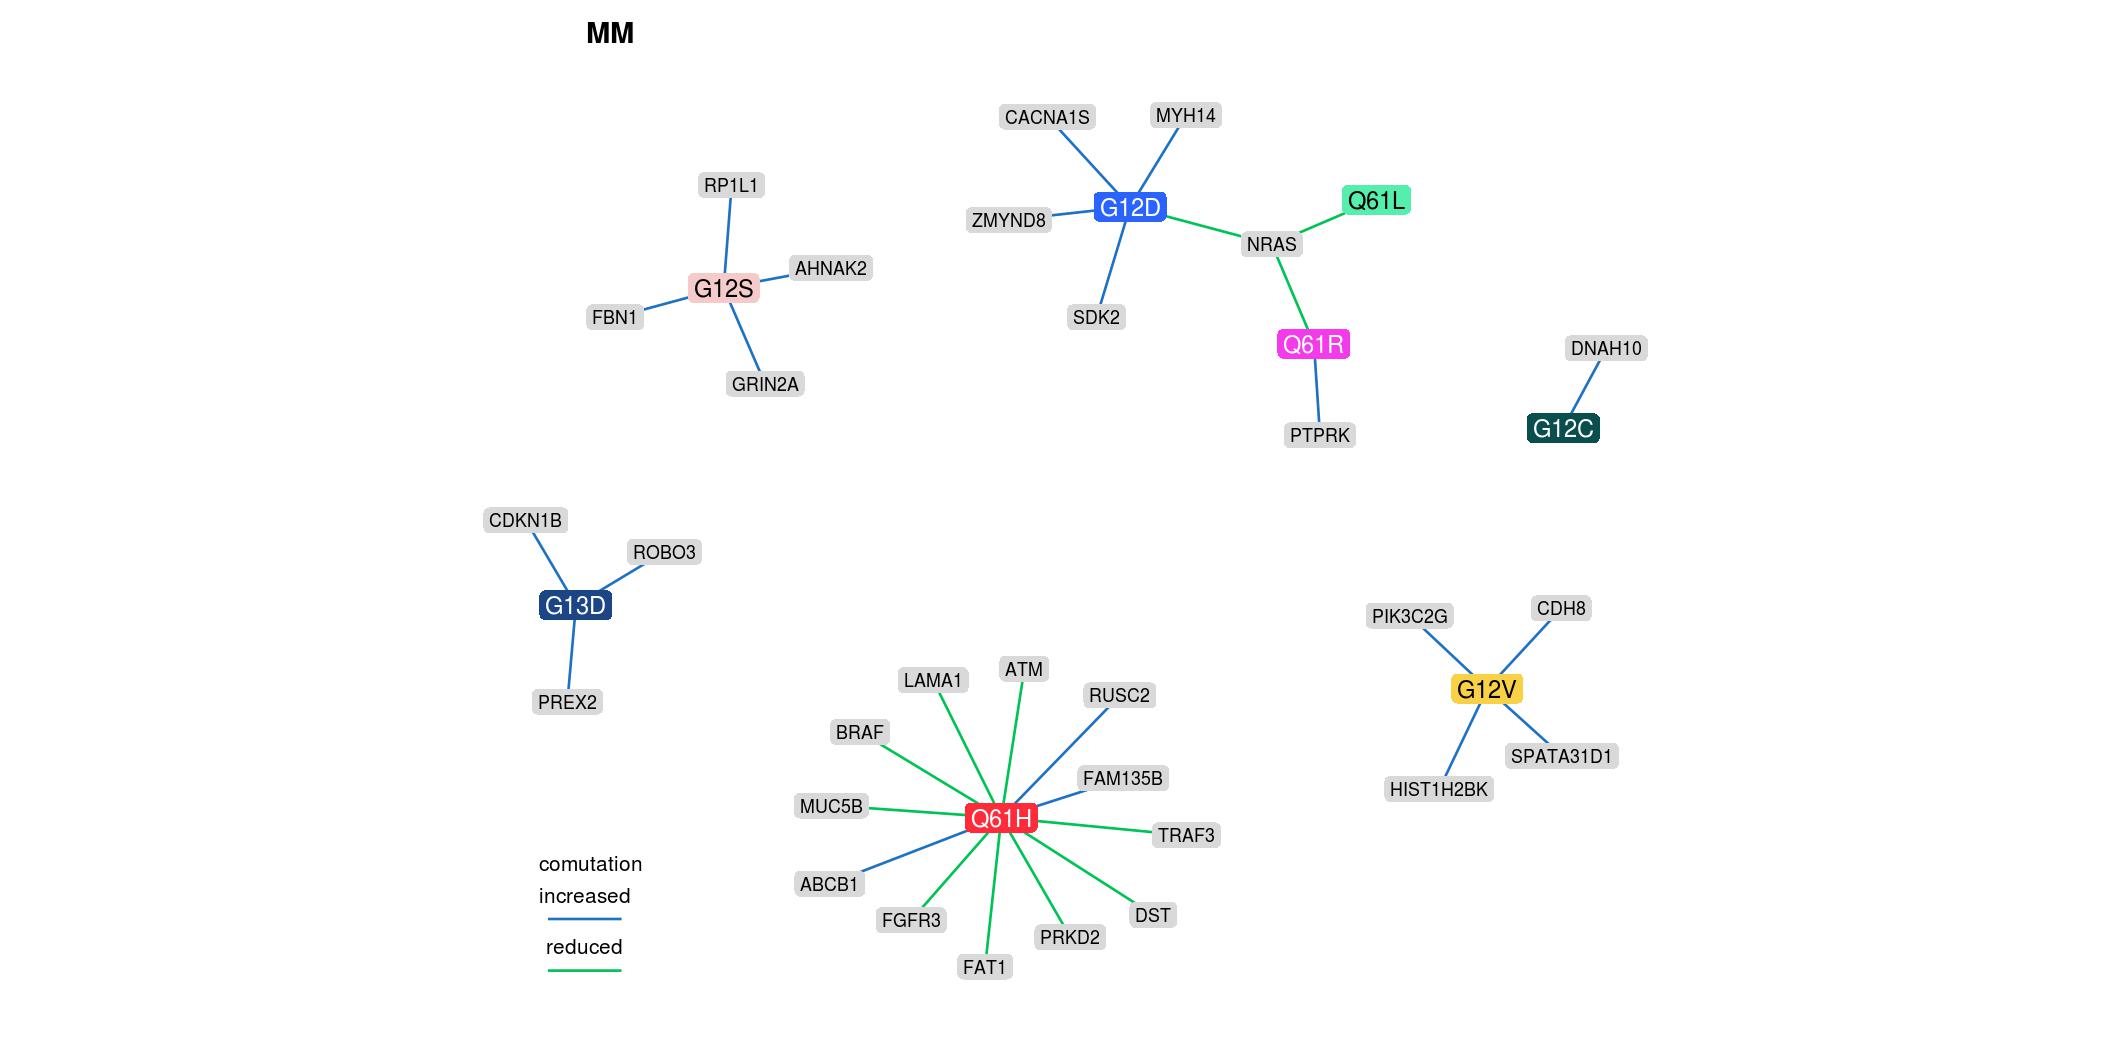 MM
CACNA1S
MYH14
RP1L1
Q61L
G12D
ZMYND8
NRAS
AHNAK2
G12S
FBN1
SDK2
Q61R
DNAH10
GRIN2A
G12C
PTPRK
CDKN1B
ROBO3
G13D
PIK3C2G
CDH8
ATM
LAMA1
G12V
RUSC2
PREX2
BRAF
SPATA31D1
FAM135B
HIST1H2BK
MUC5B
Q61H
TRAF3
comutation
ABCB1
increased
DST
FGFR3
PRKD2
reduced
FAT1